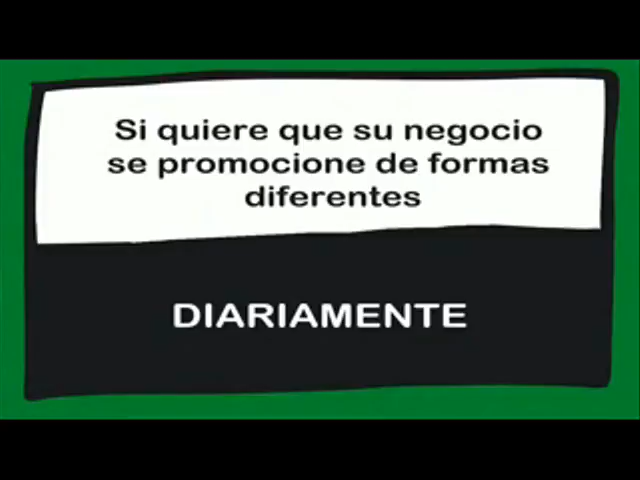 Si quiere que su negocio
se promocione de formas
diferentes
DIARIAMENTE